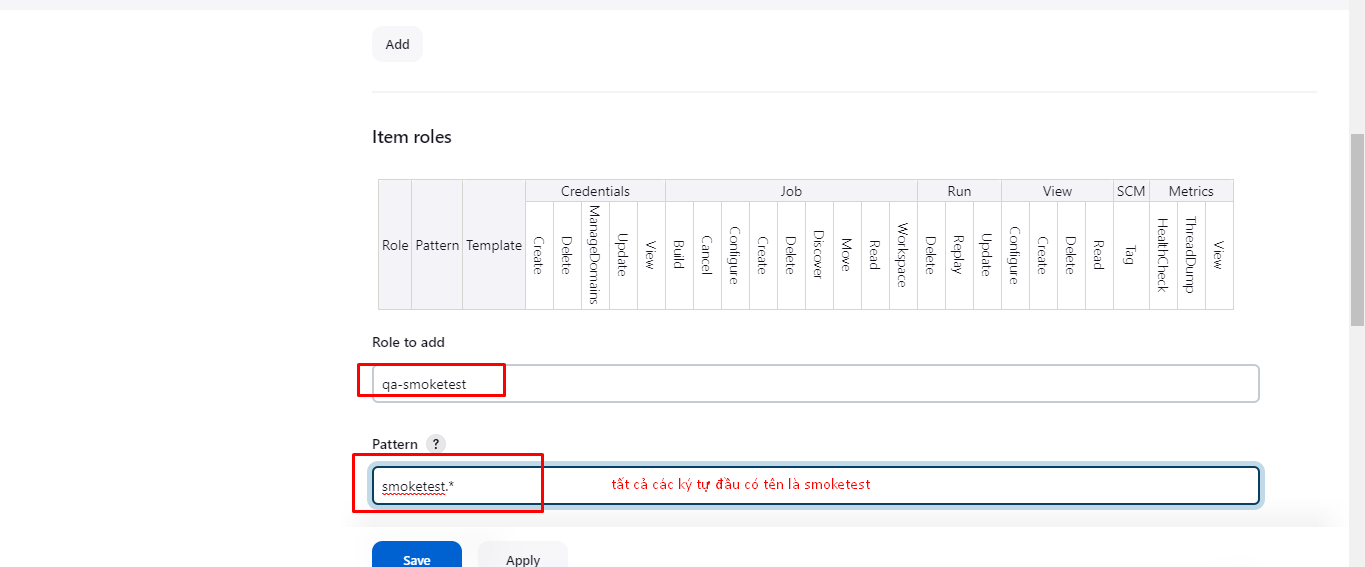 Add
Item roles
Role Pattern Template Credentials Job Run View SCM Metrics
Create Delete ManageDomains Update View Build Cancel Configure Create Delete Discover Move Read Workspace Delete Replay Update Configure Create Delete Read Tag HealthCheck ThreadDump View
Role to add
qa-smoketest
Pattern ?
smoketest.* tất cả các ký tự đầu có tên là smoketest
Save Apply